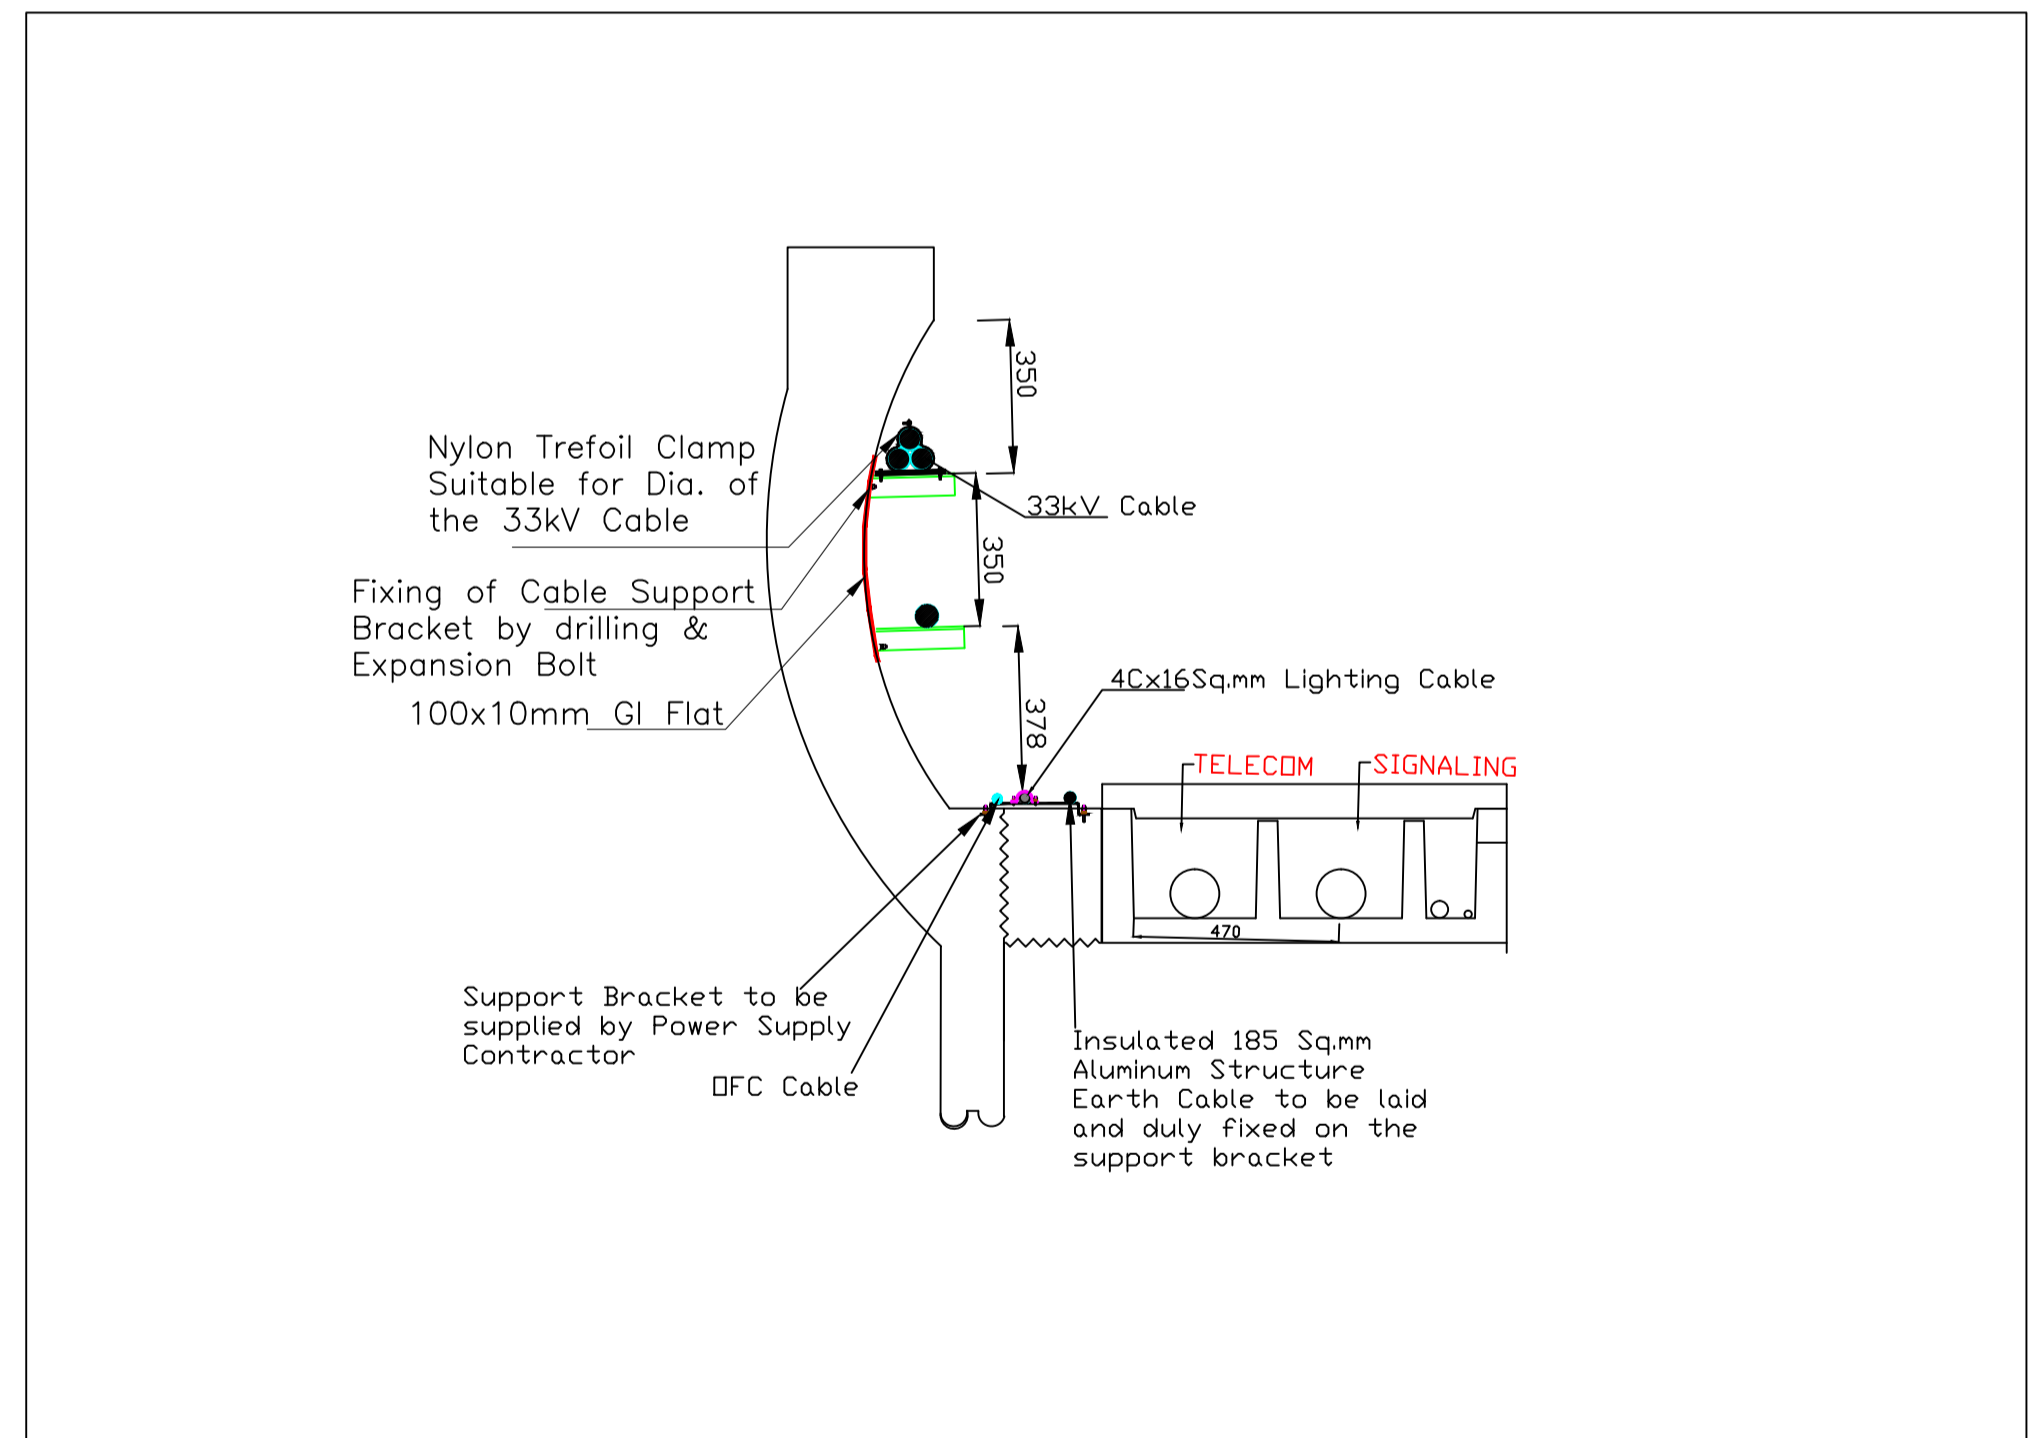 350
Nylon Trefoil Clamp
Suitable for Dia. of
the 33kV Cable
33kV Cable
350
Fixing of Cable Support
Bracket by drilling &
Expansion Bolt
100x10mm GI Flat
4Cx16Sq.mm Lighting Cable
378
TELECOM
SIGNALING
470
Support Bracket to be
supplied by Power Supply
Contractor
OFC Cable
Insulated 185 Sq.mm
Aluminum Structure
Earth Cable to be laid
and duly fixed on the
support bracket